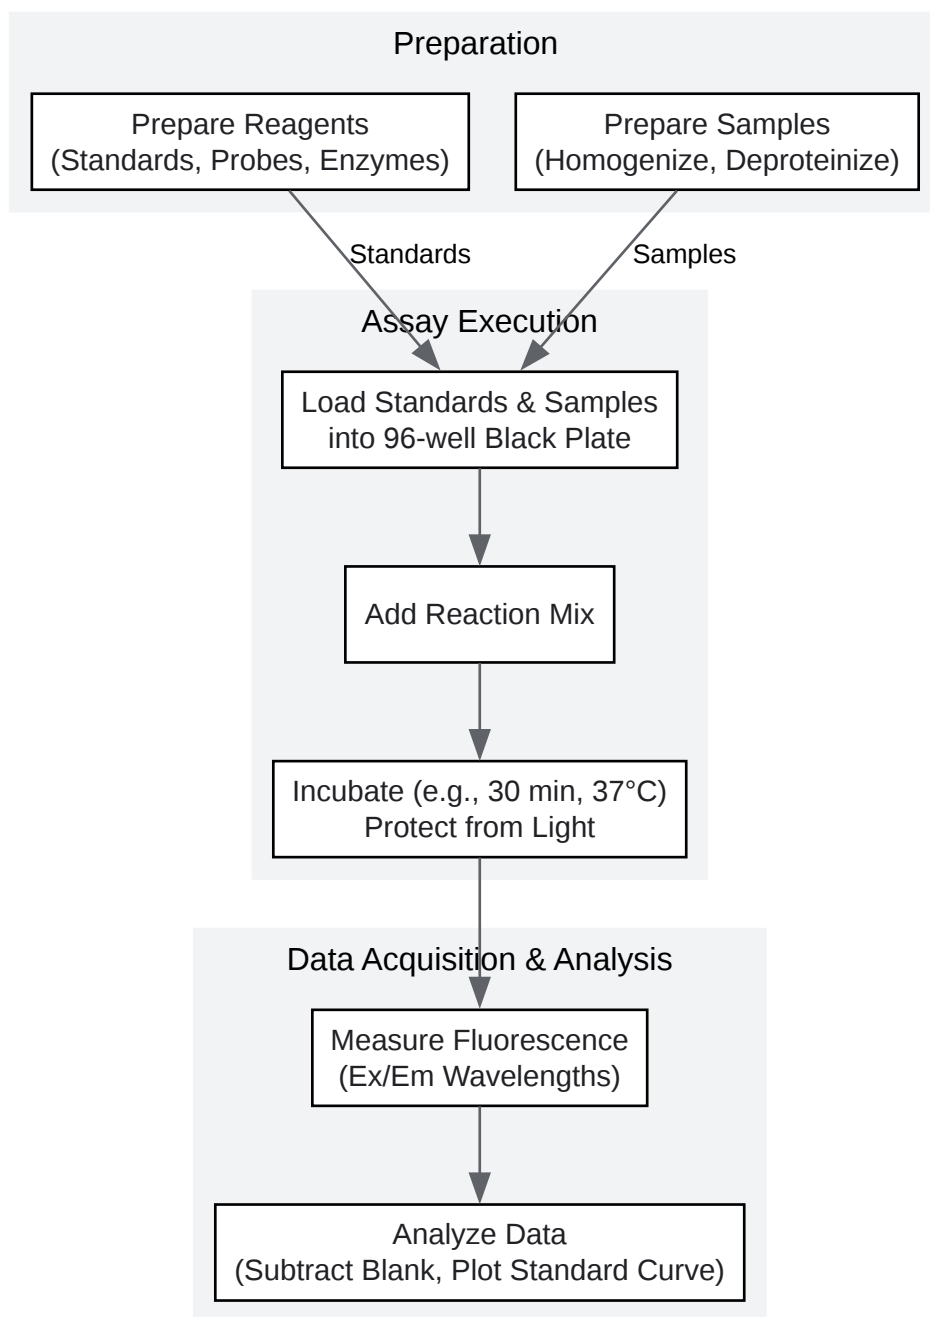 Preparation
Prepare Reagents
(Standards, Probes, Enzymes)
Prepare Samples
(Homogenize, Deproteinize)
Standards
Samples
Assay Execution
Load Standards & Samples
into 96-well Black Plate
Add Reaction Mix
Incubate (e.g., 30 min, 37°C)
Protect from Light
Data Acquisition & Analysis
Measure Fluorescence
(Ex/Em Wavelengths)
Analyze Data
(Subtract Blank, Plot Standard Curve)